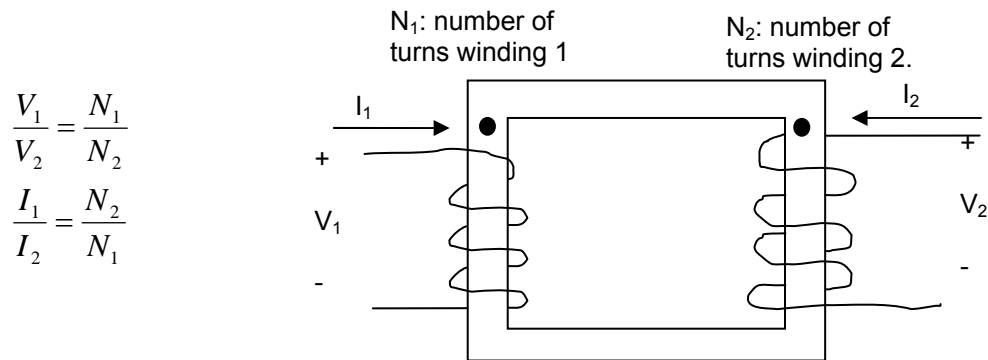 N₁: number of
turns winding 1
N₂: number of
turns winding 2.
V₁/V₂ = N₁/N₂
I₁/I₂ = N₂/N₁
I₁
I₂
+
V₁
-
+
V₂
-